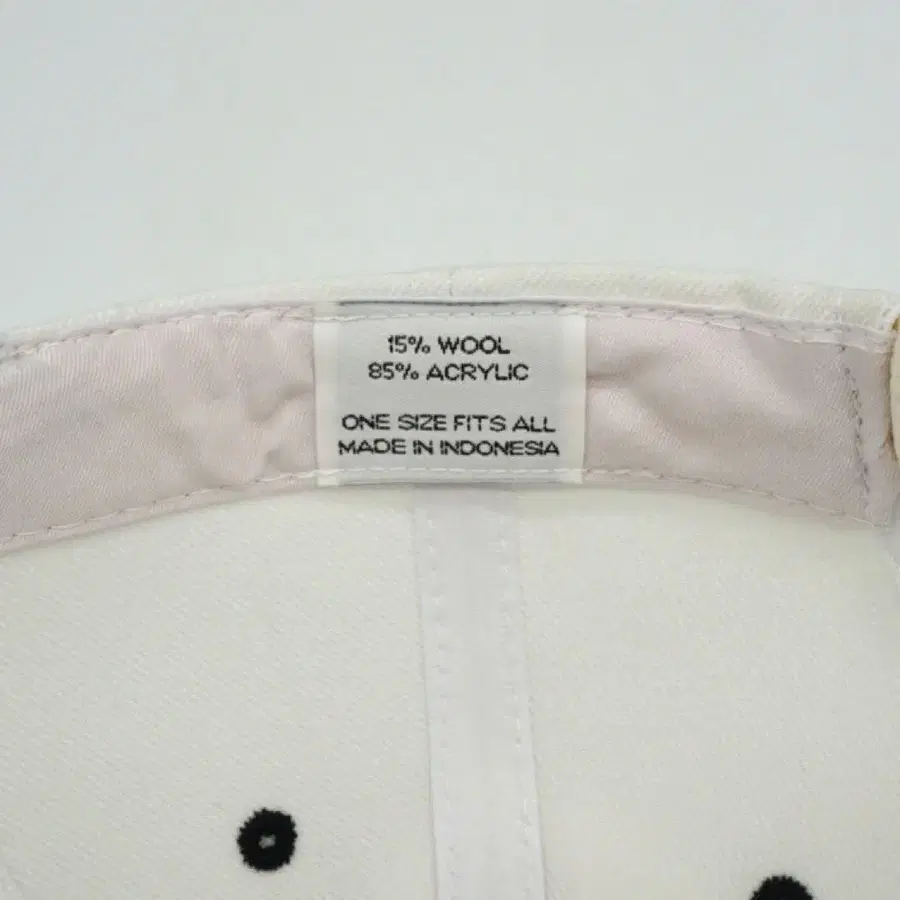 15% WOOL
85% ACRYLIC
ONE SIZE FITS ALL
MADE IN INDONESIA